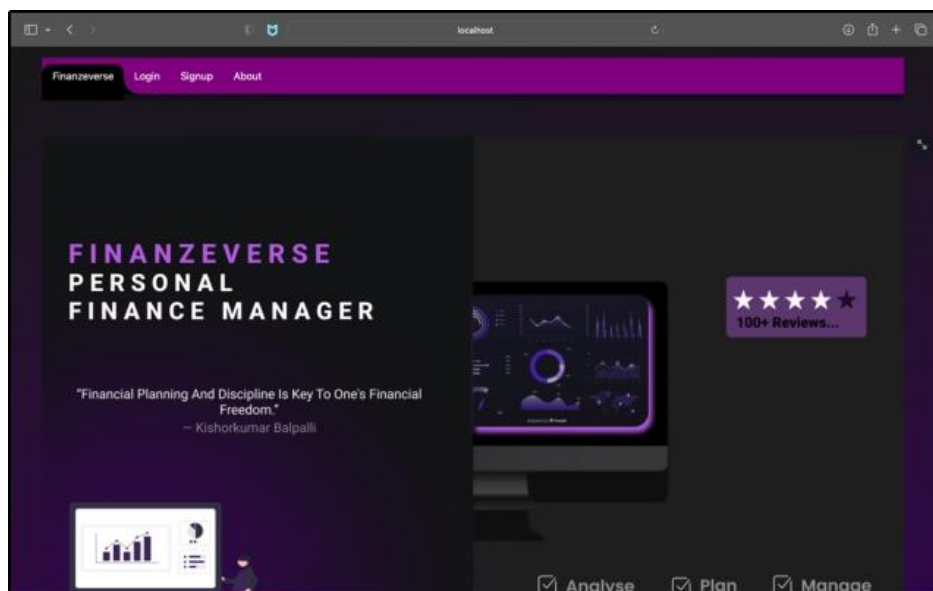 localhost
Finanzeverse Login Signup About
FINANZEVERSE
PERSONAL
FINANCE MANAGER
100+ Reviews...
"Financial Planning And Discipline Is Key To One's Financial
Freedom."
— Kishorkumar Balpalli
Analyse Plan Manage